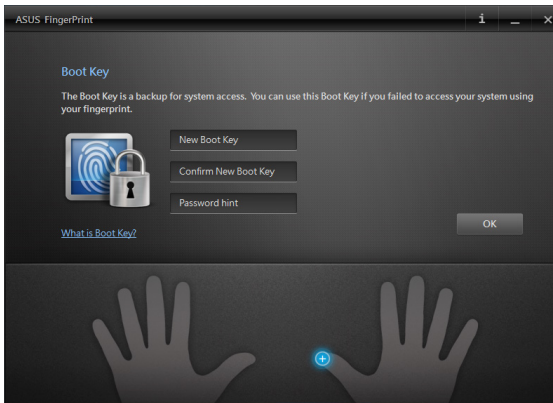 ASUS FingerPrint
Boot Key
The Boot Key is a backup for system access. You can use this Boot Key if you failed to access your system using
your fingerprint.
New Boot Key
Confirm New Boot Key
Password hint
OK
What is Boot Key?